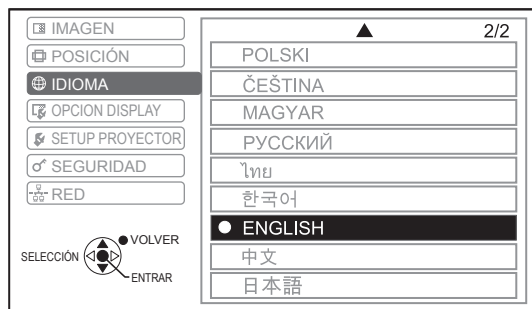 IMAGEN
POSICIÓN
IDIOMA
OPCION DISPLAY
SETUP PROYECTOR
SEGURIDAD
RED
SELECCIÓN
VOLVER
ENTRAR
2/2
POLSKI
ČEŠTINA
MAGYAR
РУССКИЙ
ไทย
한국어
ENGLISH
中文
日本語